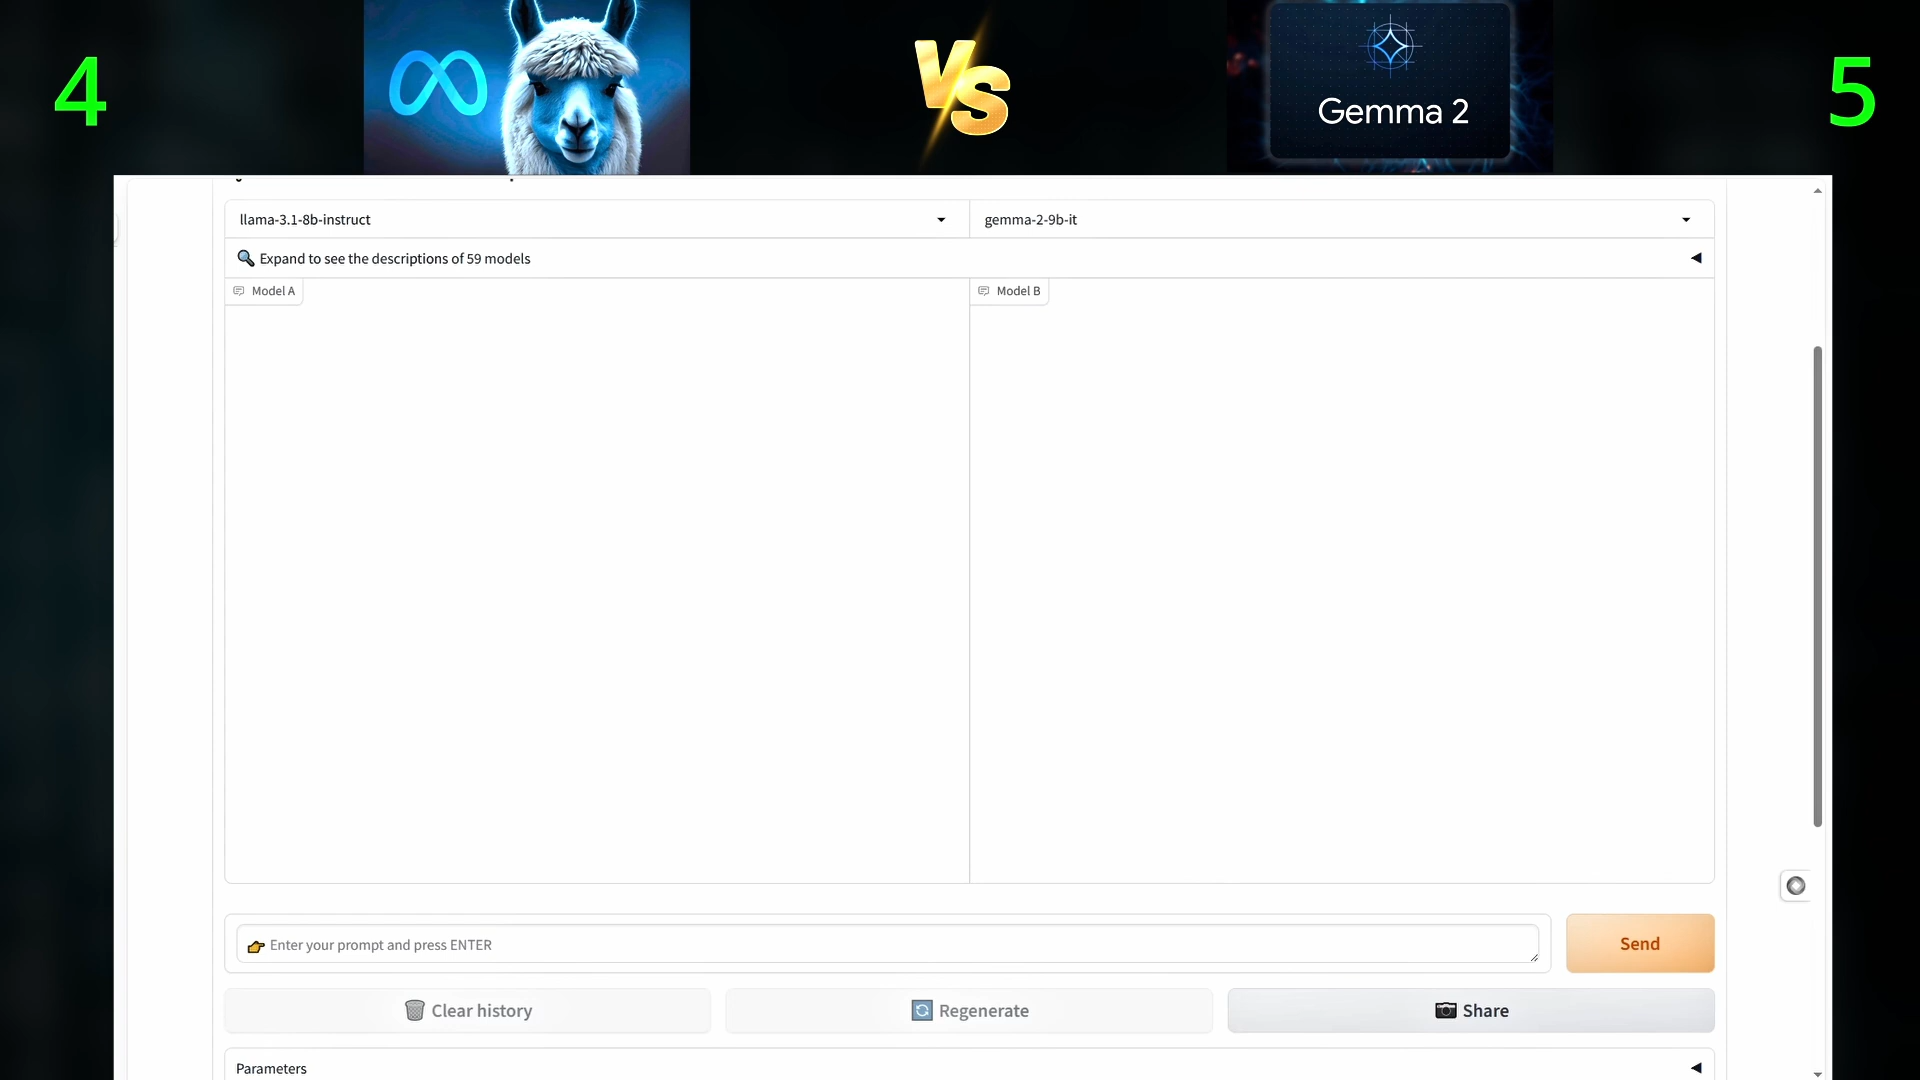 4
VS
Gemma 2
5
llama-3.1-8b-instruct
gemma-2-9b-it
Expand to see the descriptions of 59 models
Model A
Model B
Enter your prompt and press ENTER
Send
Clear history
Regenerate
Share
Parameters